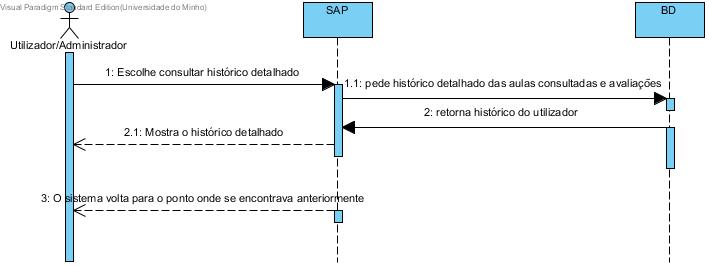 Visual Paradigm Standard Edition(Universidade do Minho)
SAP
BD
Utilizador/Administrador
1: Escolhe consultar histórico detalhado
1.1: pede histórico detalhado das aulas consultadas e avaliações
2: retorna histórico do utilizador
2.1: Mostra o histórico detalhado
3: O sistema volta para o ponto onde se encontrava anteriormente